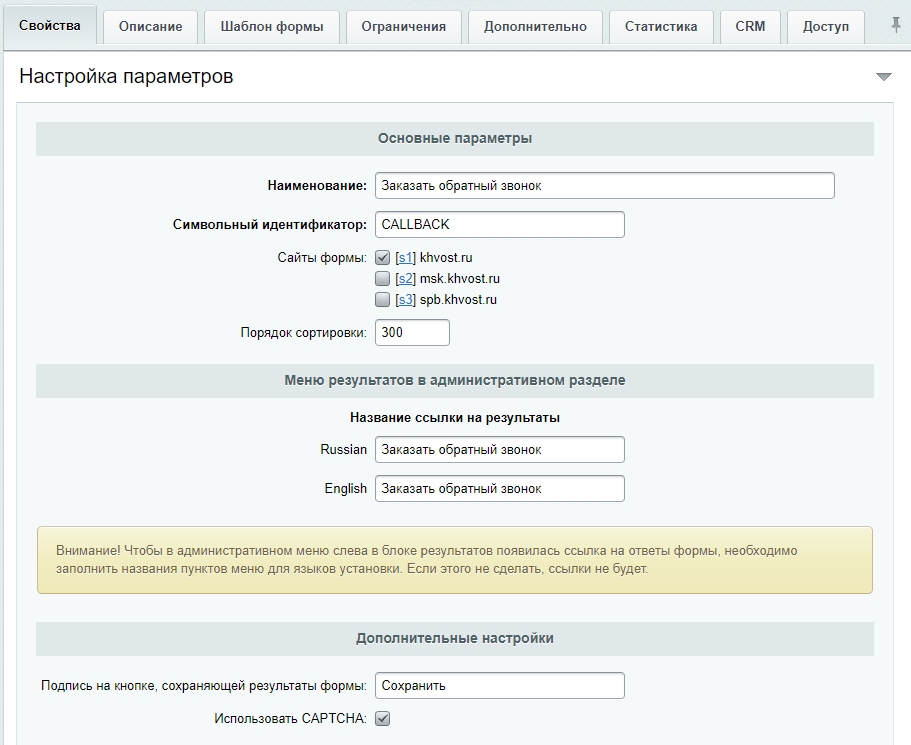 Свойства Описание Шаблон формы Ограничения Дополнительно Статистика CRM Доступ
Настройка параметров
Основные параметры
Наименование: Заказать обратный звонок
Символьный идентификатор: CALLBACK
Сайты формы: [s1] khvost.ru
[s2] msk.khvost.ru
[s3] spb.khvost.ru
Порядок сортировки: 300
Меню результатов в административном разделе
Название ссылки на результаты
Russian Заказать обратный звонок
English Заказать обратный звонок
Внимание! Чтобы в административном меню слева в блоке результатов появилась ссылка на ответы формы, необходимо
заполнить названия пунктов меню для языков установки. Если этого не сделать, ссылки не будет.
Дополнительные настройки
Подпись на кнопке, сохраняющей результаты формы: Сохранить
Использовать CAPTCHA: